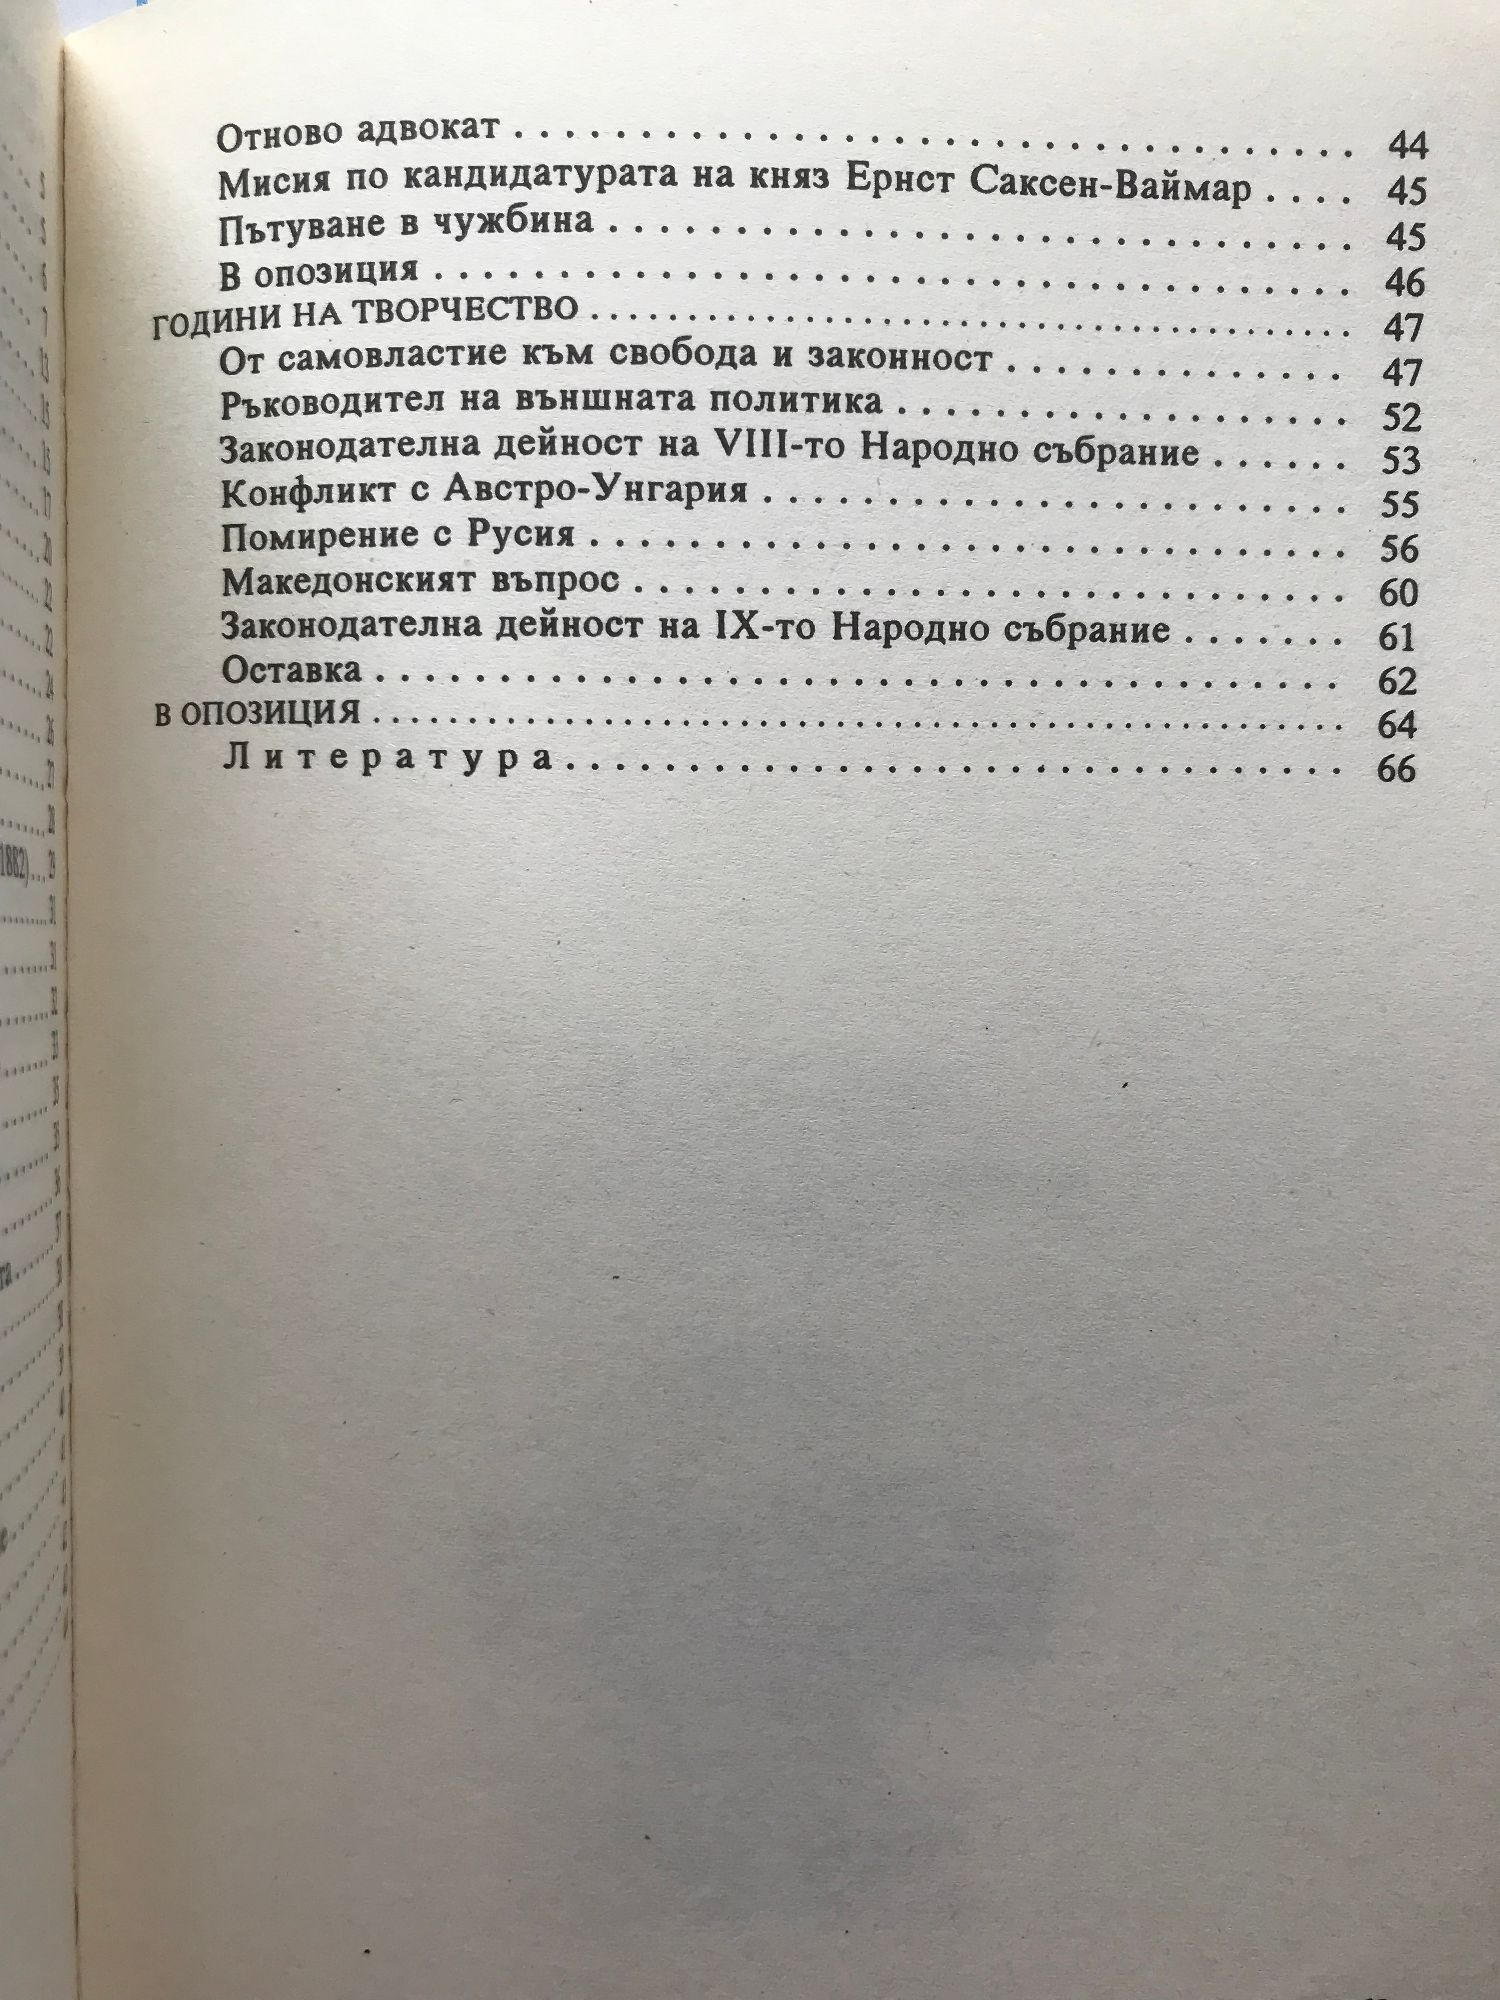 Отново адвокат . . . . . . . . . . . . . . . . . . . . . . . . . . . . . . . . 44
Мисия по кандидатурата на княз Ернст Саксен-Ваймар . . . . 45
Пътуване в чужбина . . . . . . . . . . . . . . . . . . . . . . . . . . . . . 45
В опозиция . . . . . . . . . . . . . . . . . . . . . . . . . . . . . . . . . . . 46
ГОДИНИ НА ТВОРЧЕСТВО . . . . . . . . . . . . . . . . . . . . . . . . . . . . . 47
От самовластие към свобода и законност . . . . . . . . . . . . . . 47
Ръководител на външната политика . . . . . . . . . . . . . . . . . . 52
Законодателна дейност на VIII-то Народно събрание . . . . . . 53
Конфликт с Австро-Унгария . . . . . . . . . . . . . . . . . . . . . . . 55
Помирение с Русия . . . . . . . . . . . . . . . . . . . . . . . . . . . . . 56
Македонският въпрос . . . . . . . . . . . . . . . . . . . . . . . . . . . . 60
Законодателна дейност на IX-то Народно събрание . . . . . . . 61
Оставка . . . . . . . . . . . . . . . . . . . . . . . . . . . . . . . . . . . . . 62
В ОПОЗИЦИЯ . . . . . . . . . . . . . . . . . . . . . . . . . . . . . . . . . . . . . 64
Литература . . . . . . . . . . . . . . . . . . . . . . . . . . . . . . . 66
1882)...29